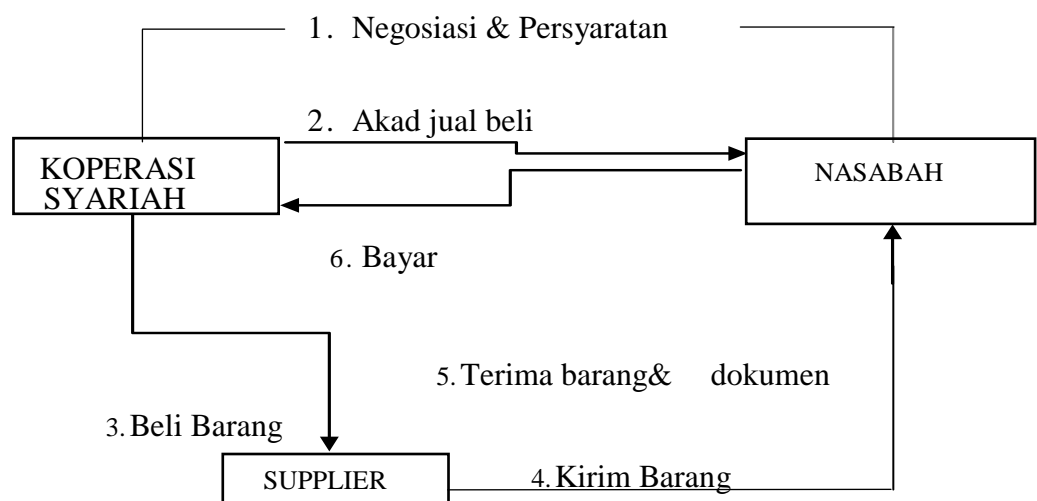 1. Negosiasi & Persyaratan
2. Akad jual beli
KOPERASI
SYARIAH
NASABAH
6. Bayar
5. Terima barang& dokumen
3. Beli Barang
SUPPLIER
4. Kirim Barang